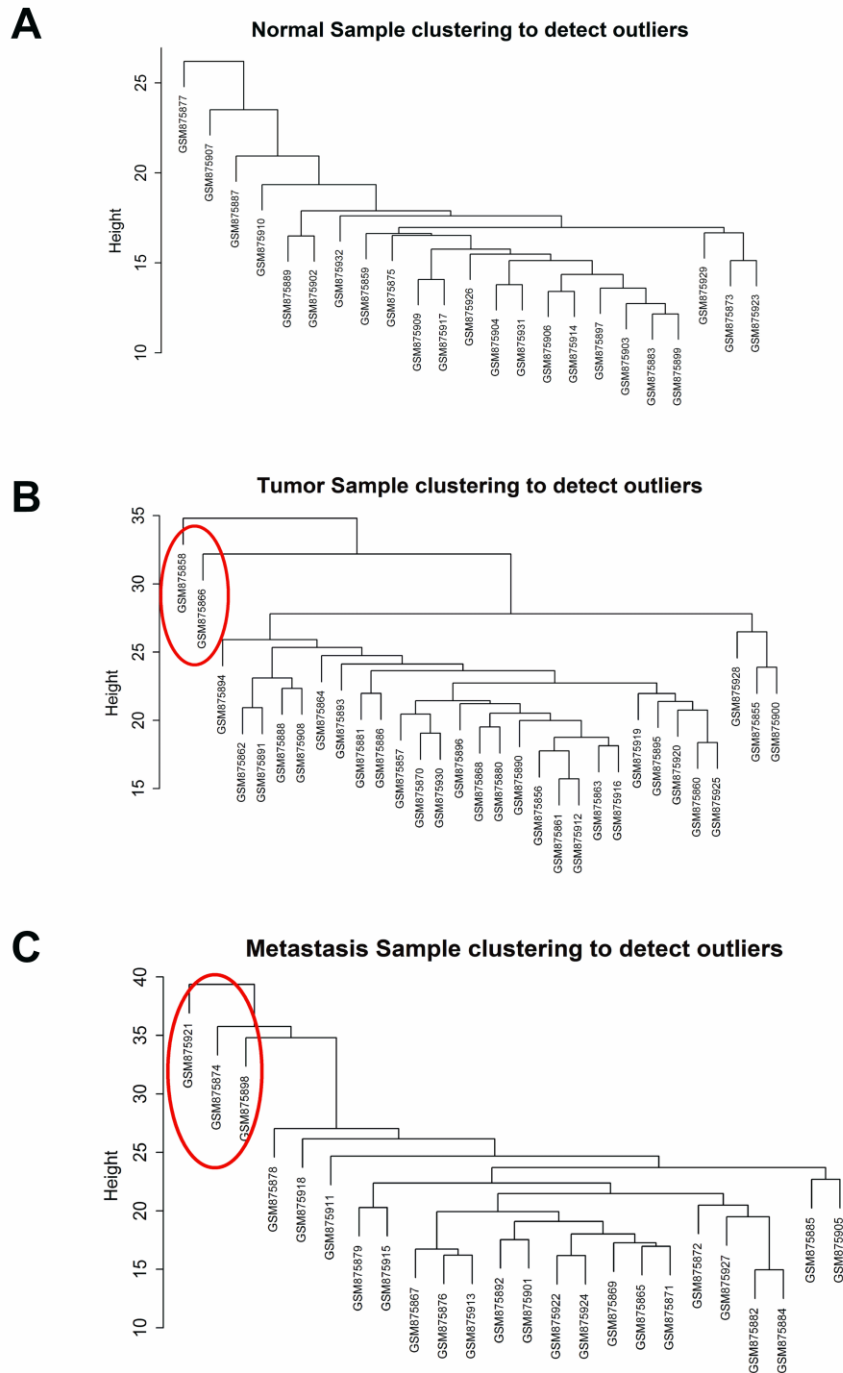 A
Normal Sample clustering to detect outliers
Height
25
20
15
10
GSM875877
GSM875907
GSM875887
GSM875910
GSM875889
GSM875902
GSM875932
GSM875859
GSM875875
GSM875909
GSM875917
GSM875926
GSM875904
GSM875931
GSM875906
GSM875914
GSM875897
GSM875903
GSM875883
GSM875899
GSM875929
GSM875873
GSM875923
B
Tumor Sample clustering to detect outliers
Height
35
30
25
20
15
GSM875858
GSM875866
GSM875894
GSM875862
GSM875891
GSM875888
GSM875908
GSM875864
GSM875893
GSM875881
GSM875886
GSM875857
GSM875870
GSM875930
GSM875896
GSM875868
GSM875880
GSM875890
GSM875856
GSM875861
GSM875912
GSM875863
GSM875916
GSM875919
GSM875895
GSM875920
GSM875860
GSM875925
GSM875928
GSM875855
GSM875900
C
Metastasis Sample clustering to detect outliers
Height
40
35
30
25
20
15
10
GSM875921
GSM875874
GSM875898
GSM875878
GSM875918
GSM875911
GSM875879
GSM875915
GSM875867
GSM875876
GSM875913
GSM875892
GSM875901
GSM875922
GSM875924
GSM875869
GSM875865
GSM875871
GSM875872
GSM875927
GSM875882
GSM875884
GSM875885
GSM875905